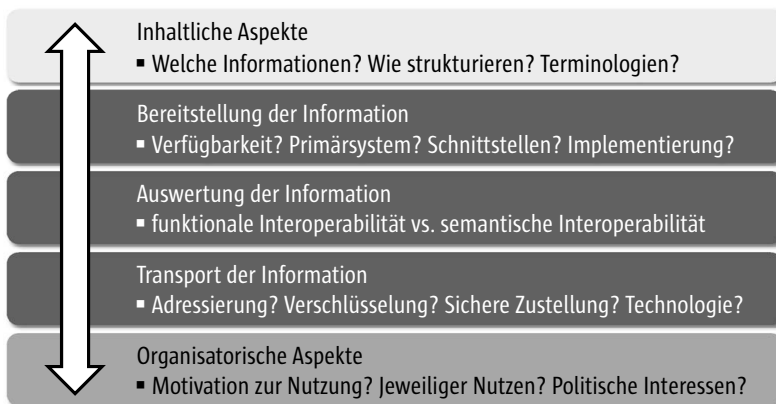 Inhaltliche Aspekte
▪ Welche Informationen? Wie strukturieren? Terminologien?
Bereitstellung der Information
▪ Verfügbarkeit? Primärsystem? Schnittstellen? Implementierung?
Auswertung der Information
▪ funktionale Interoperabilität vs. semantische Interoperabilität
Transport der Information
▪ Adressierung? Verschlüsselung? Sichere Zustellung? Technologie?
Organisatorische Aspekte
▪ Motivation zur Nutzung? Jeweiliger Nutzen? Politische Interessen?